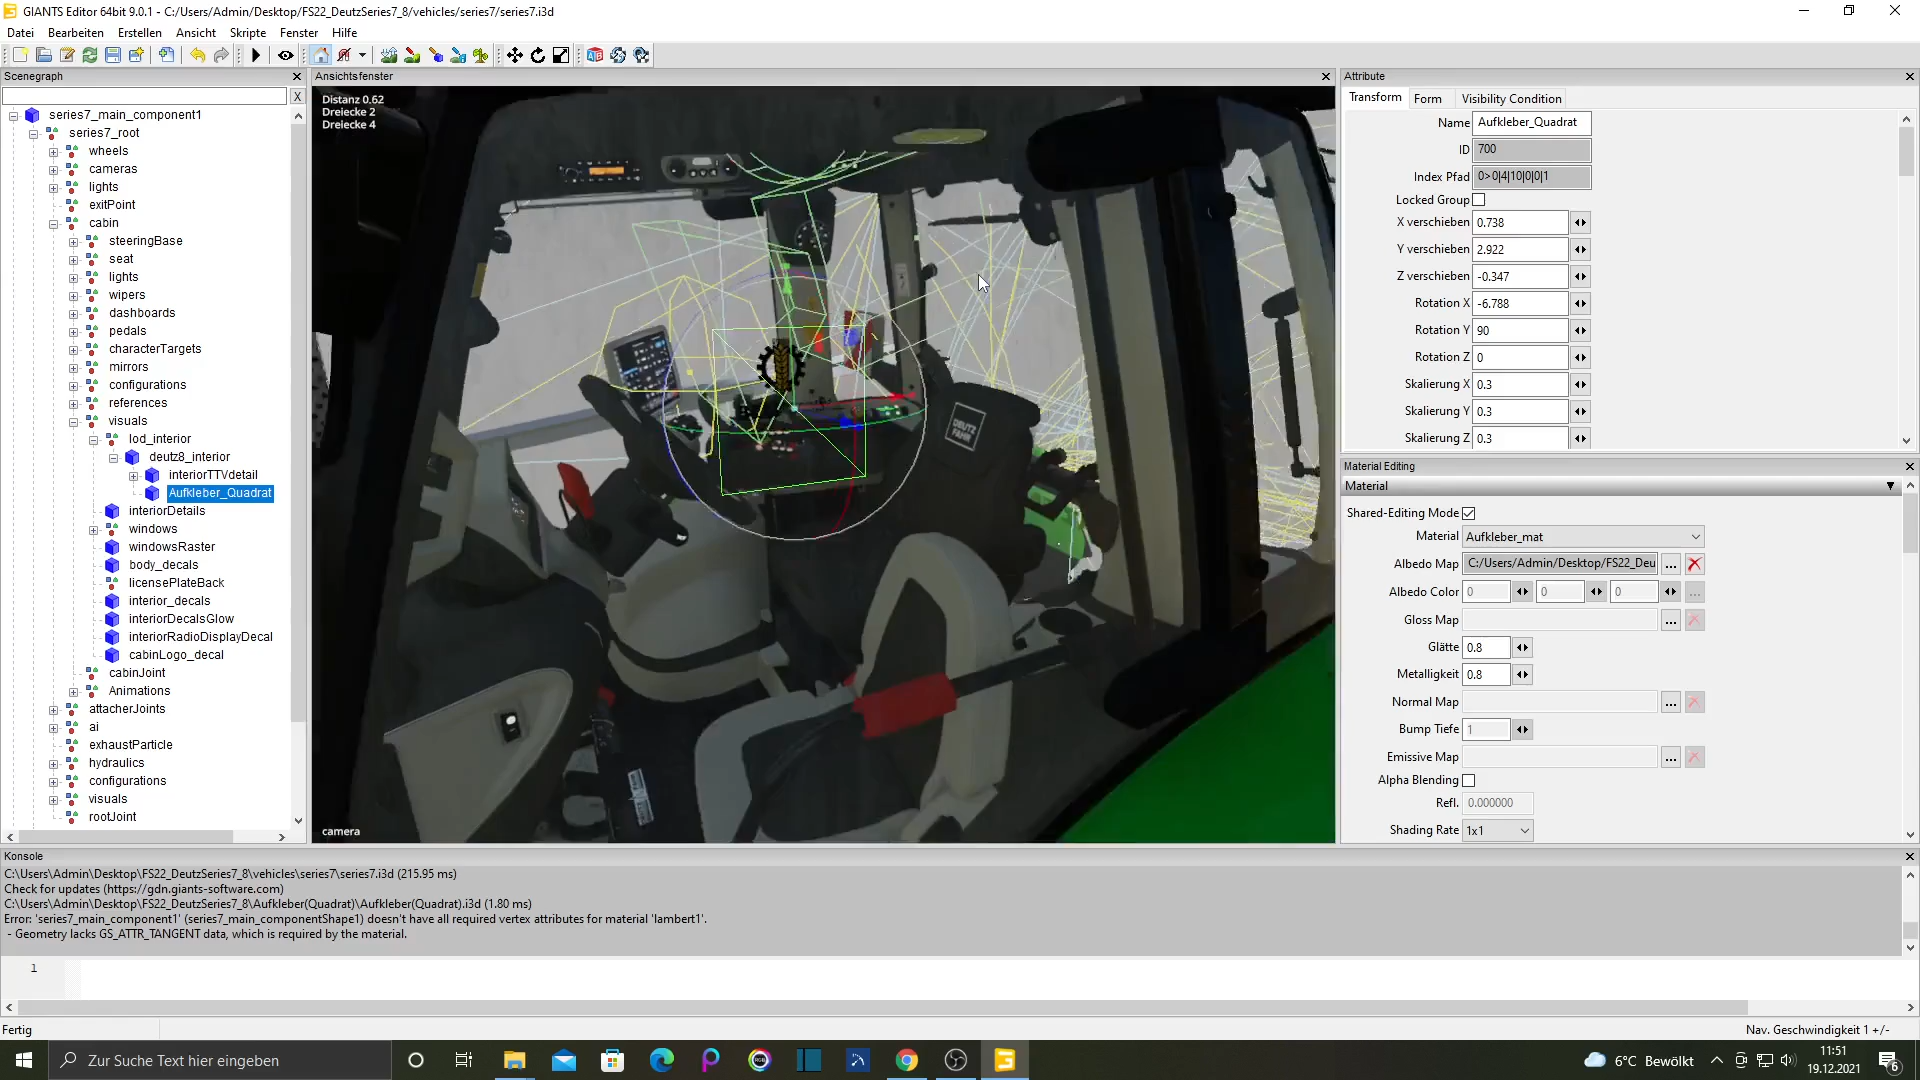 GIANTS Editor 64bit 9.0.1 - C:/Users/Admin/Desktop/FS22_DeutzSeries7_8/vehicles/series7/series7.i3d
Datei Bearbeiten Erstellen Ansicht Skripte Fenster Hilfe
Scenegraph
X
series7_main_component1
series7_root
wheels
cameras
lights
exitPoint
cabin
steeringBase
seat
lights
wipers
dashboards
pedals
characterTargets
mirrors
configurations
references
visuals
lod_interior
deutz8_interior
interiorTTVdetail
Aufkleber_Quadrat
interiorDetails
windows
windowsRaster
body_decals
licensePlateBack
interior_decals
interiorDecalsGlow
interiorRadioDisplayDecal
cabinLogo_decal
cabinJoint
Animations
attacherJoints
ai
exhaustParticle
hydraulics
configurations
visuals
rootJoint
Ansichtsfenster
Distanz 0.62
Dreiecke 2
Dreiecke 4
DEUTZ
FAHR
camera
Attribute
Transform Form Visibility Condition
Name Aufkleber_Quadrat
ID 700
Index Pfad 0>0|4|10|0|0|1
Locked Group
X verschieben 0.738
Y verschieben 2.922
Z verschieben -0.347
Rotation X -6.788
Rotation Y 90
Rotation Z 0
Skalierung X 0.3
Skalierung Y 0.3
Skalierung Z 0.3
Material Editing
Material
Shared-Editing Mode
Material Aufkleber_mat
Albedo Map C:/Users/Admin/Desktop/FS22_Deu ...
Albedo Color 0 0 0 ...
Gloss Map ...
Glätte 0.8
Metalligkeit 0.8
Normal Map ...
Bump Tiefe 1
Emissive Map ...
Alpha Blending
Refl. 0.000000
Shading Rate 1x1
Konsole
C:\Users\Admin\Desktop\FS22_DeutzSeries7_8\vehicles\series7\series7.i3d (215.95 ms)
Check for updates (https://gdn.giants-software.com)
C:\Users\Admin\Desktop\FS22_DeutzSeries7_8\Aufkleber(Quadrat)\Aufkleber(Quadrat).i3d (1.80 ms)
Error: 'series7_main_component1' (series7_main_componentShape1) doesn't have all required vertex attributes for material 'lambert1'.
- Geometry lacks GS_ATTR_TANGENT data, which is required by the material.
1
Fertig
Nav. Geschwindigkeit 1 +/-
Zur Suche Text hier eingeben
6°C Bewölkt
11:51
19.12.2021
6